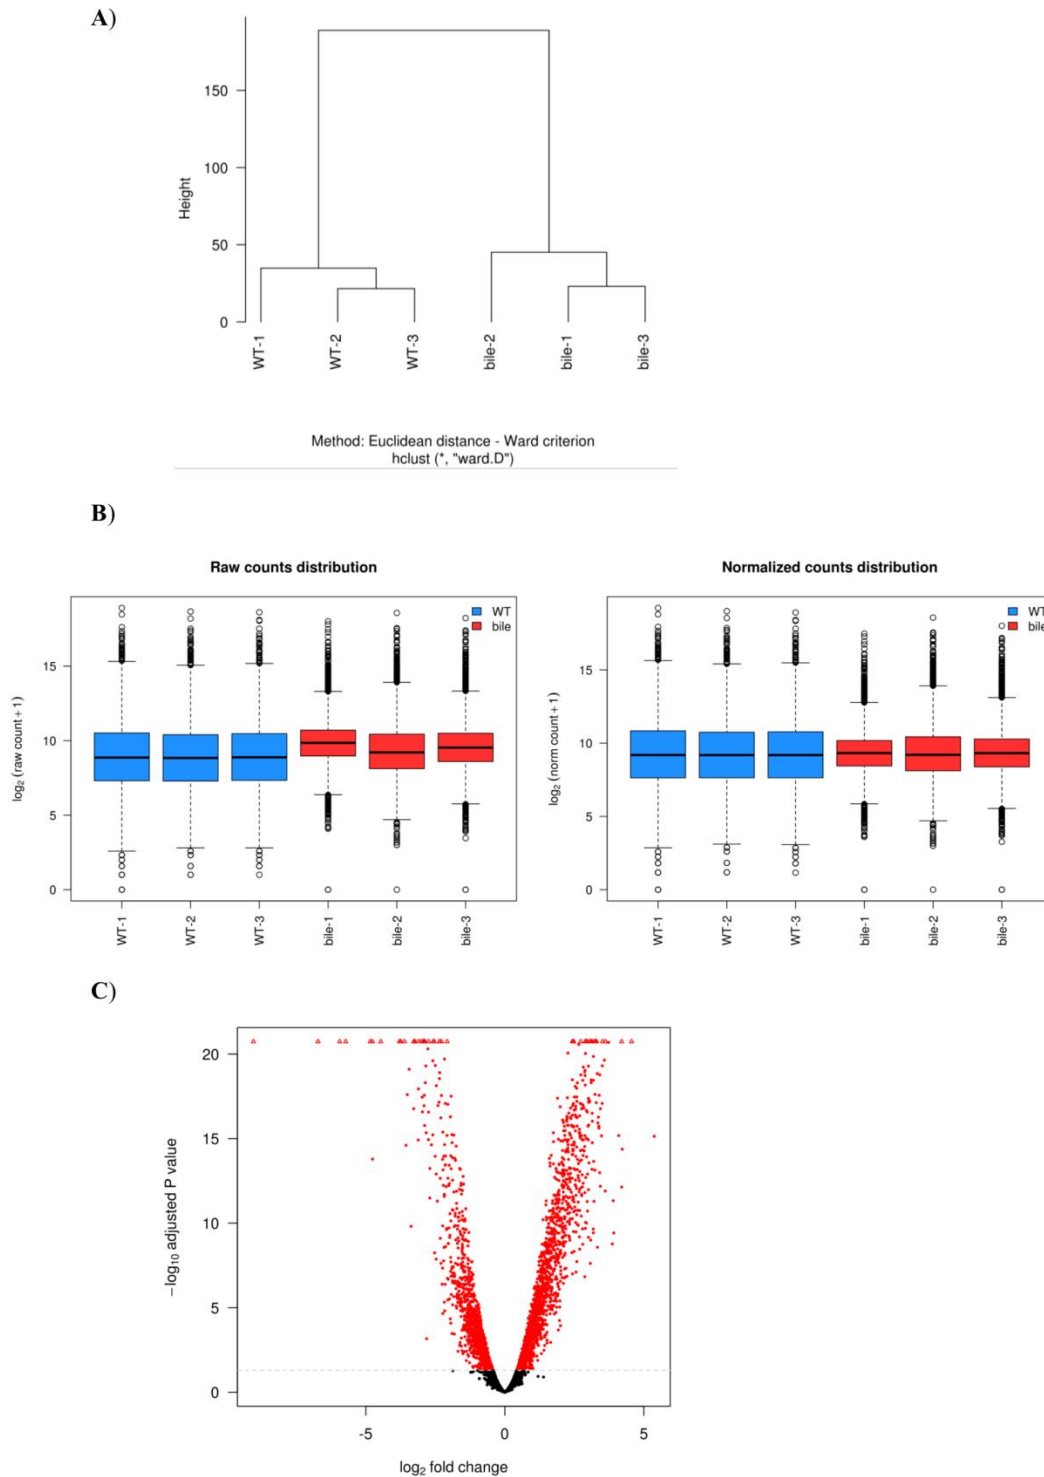 A)
150
100
50
0
Height
WT-1
WT-2
WT-3
bile-2
bile-1
bile-3
Method: Euclidean distance - Ward criterion
hclust (*, "ward.D")
B)
Raw counts distribution
WT
bile
15
10
5
0
log₂ (raw count + 1)
WT-1
WT-2
WT-3
bile-1
bile-2
bile-3
Normalized counts distribution
WT
bile
15
10
5
0
log₂ (norm count + 1)
WT-1
WT-2
WT-3
bile-1
bile-2
bile-3
C)
20
15
10
5
0
−log₁₀ adjusted P value
-5 0 5
log₂ fold change